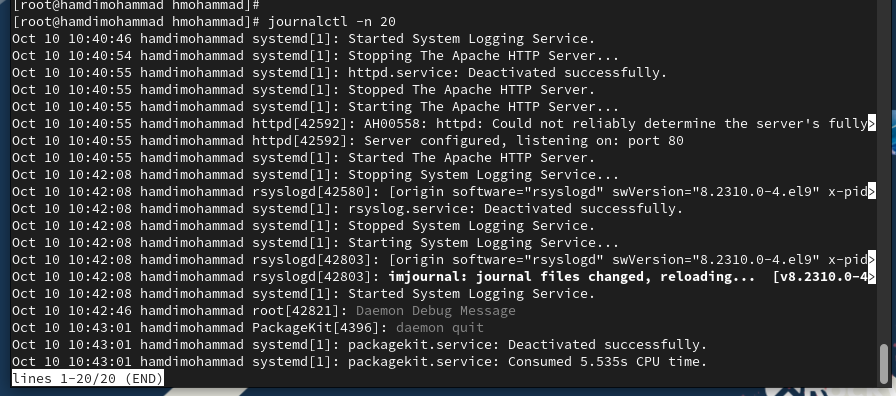 [root@hamdimohammad hmohammad]#
[root@hamdimohammad hmohammad]# journalctl -n 20
Oct 10 10:40:46 hamdimohammad systemd[1]: Started System Logging Service.
Oct 10 10:40:54 hamdimohammad systemd[1]: Stopping The Apache HTTP Server...
Oct 10 10:40:55 hamdimohammad systemd[1]: httpd.service: Deactivated successfully.
Oct 10 10:40:55 hamdimohammad systemd[1]: Stopped The Apache HTTP Server.
Oct 10 10:40:55 hamdimohammad systemd[1]: Starting The Apache HTTP Server...
Oct 10 10:40:55 hamdimohammad httpd[42592]: AH00558: httpd: Could not reliably determine the server's fully>
Oct 10 10:40:55 hamdimohammad httpd[42592]: Server configured, listening on: port 80
Oct 10 10:40:55 hamdimohammad systemd[1]: Started The Apache HTTP Server.
Oct 10 10:42:08 hamdimohammad systemd[1]: Stopping System Logging Service...
Oct 10 10:42:08 hamdimohammad rsyslogd[42580]: [origin software="rsyslogd" swVersion="8.2310.0-4.el9" x-pid>
Oct 10 10:42:08 hamdimohammad systemd[1]: rsyslog.service: Deactivated successfully.
Oct 10 10:42:08 hamdimohammad systemd[1]: Stopped System Logging Service.
Oct 10 10:42:08 hamdimohammad systemd[1]: Starting System Logging Service...
Oct 10 10:42:08 hamdimohammad rsyslogd[42803]: [origin software="rsyslogd" swVersion="8.2310.0-4.el9" x-pid>
Oct 10 10:42:08 hamdimohammad rsyslogd[42803]: imjournal: journal files changed, reloading...  [v8.2310.0-4>
Oct 10 10:42:08 hamdimohammad systemd[1]: Started System Logging Service.
Oct 10 10:42:46 hamdimohammad root[42821]: Daemon Debug Message
Oct 10 10:43:01 hamdimohammad PackageKit[4396]: daemon quit
Oct 10 10:43:01 hamdimohammad systemd[1]: packagekit.service: Deactivated successfully.
Oct 10 10:43:01 hamdimohammad systemd[1]: packagekit.service: Consumed 5.535s CPU time.
lines 1-20/20 (END)